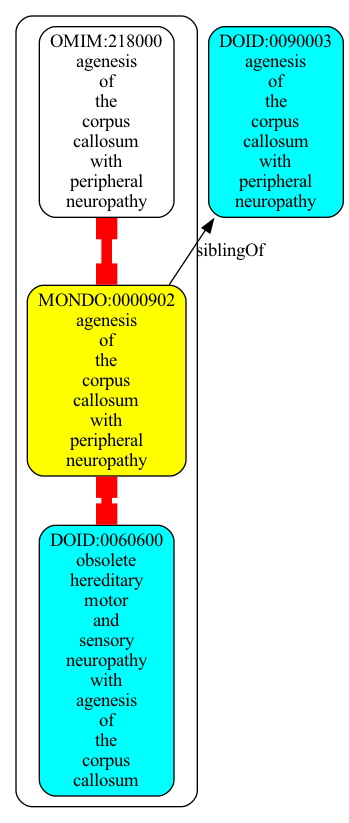 OMIM:218000
agenesis
of
the
corpus
callosum
with
peripheral
neuropathy
DOID:0090003
agenesis
of
the
corpus
callosum
with
peripheral
neuropathy
siblingOf
MONDO:0000902
agenesis
of
the
corpus
callosum
with
peripheral
neuropathy
DOID:0060600
obsolete
hereditary
motor
and
sensory
neuropathy
with
agenesis
of
the
corpus
callosum